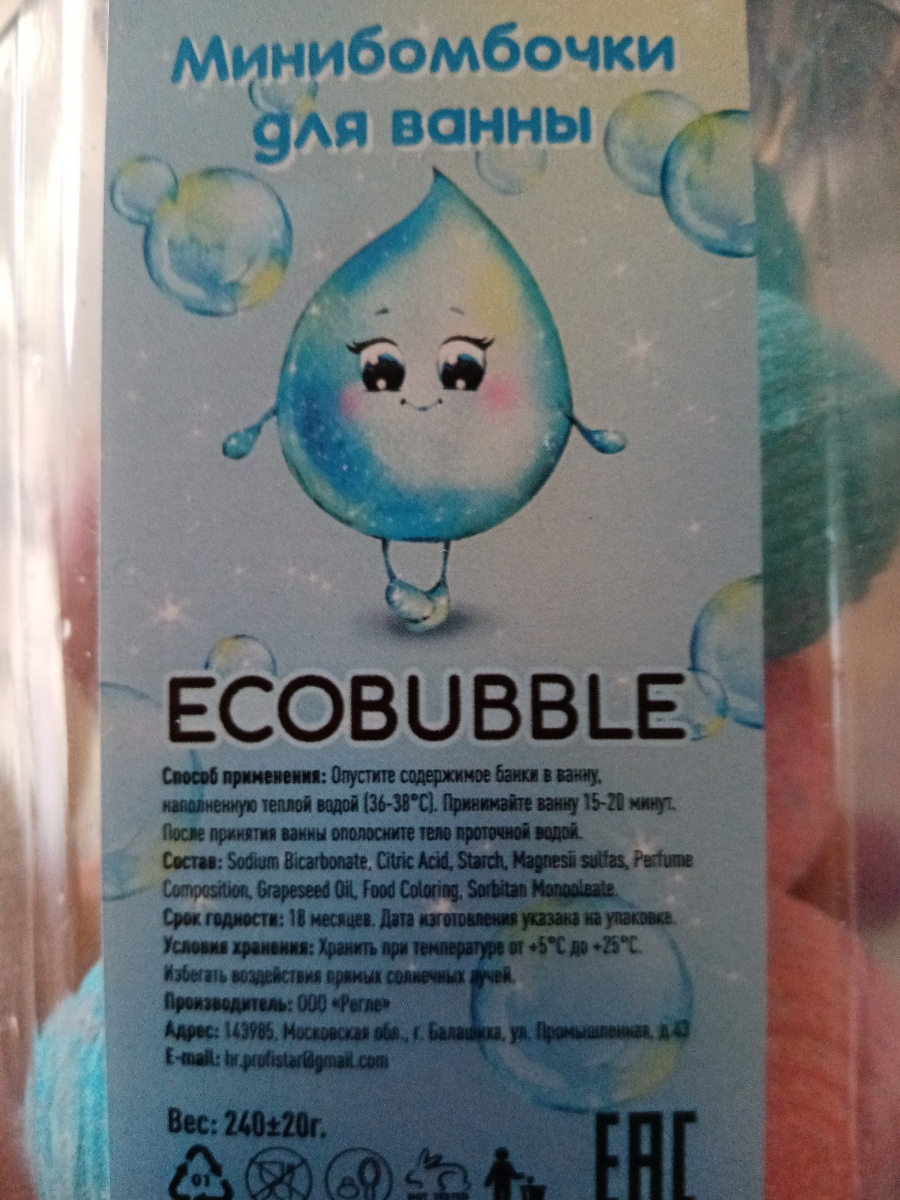 Минибомбочки
для ванны
ECOBUBBLE
Способ применения: Опустите содержимое банки в ванну,
наполненную теплой водой (36-38°С). Принимайте ванну 15-20 минут.
После принятия ванны ополосните тело проточной водой.
Состав: Sodium Bicarbonate, Citric Acid, Starch, Magnesii sulfas, Perfume
Composition, Grapeseed Oil, Food Coloring, Sorbitan Monooleate.
Срок годности: 18 месяцев. Дата изготовления указана на упаковке.
Условия хранения: Хранить при температуре от +5°С до +25°С.
Избегать воздействия прямых солнечных лучей.
Производитель: ООО «Регле»
Адрес: 143985, Московская обл., г. Балашиха, ул. Промышленная, д
E-mail: hr.profistar@gmail.com
Вес: 240±20г.
01
EAC